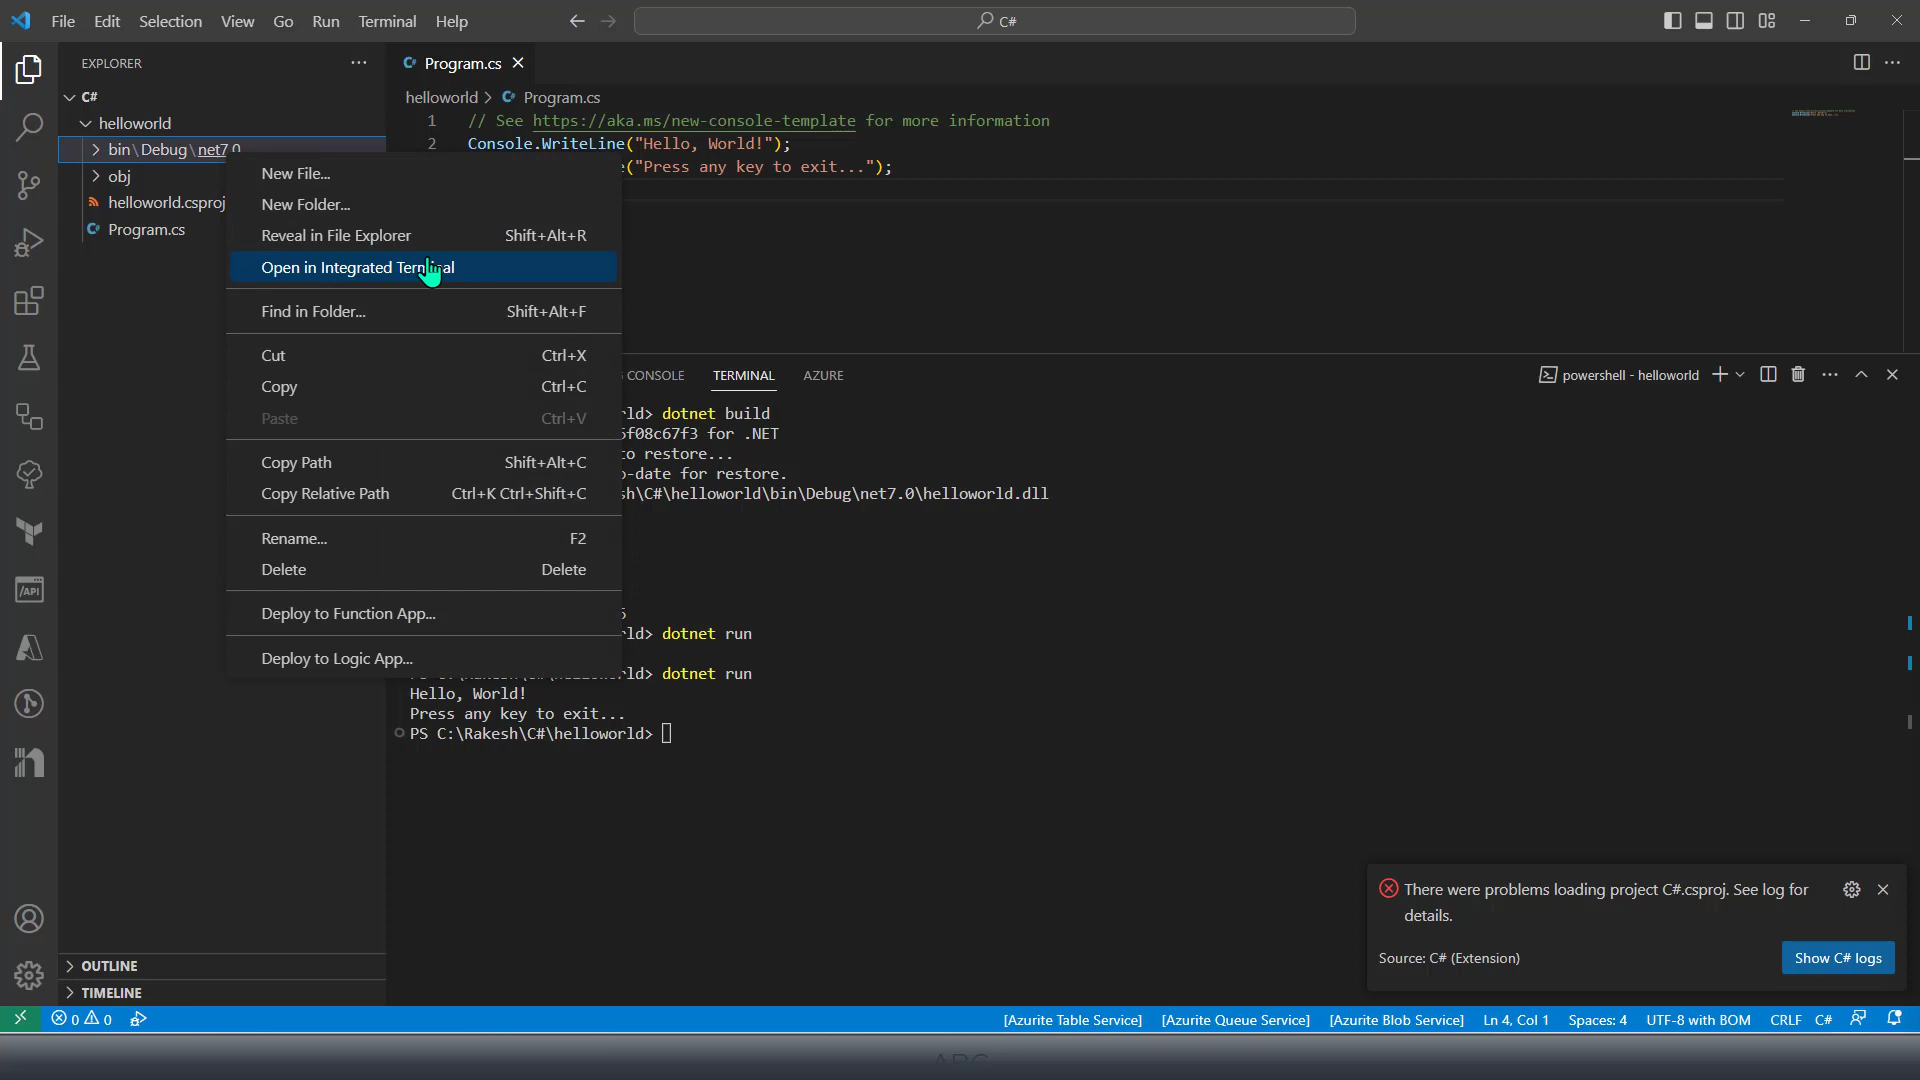 File Edit Selection View Go Run Terminal Help
C#
EXPLORER
C#
helloworld
bin\Debug\net7.0
obj
helloworld.csproj
Program.cs
OUTLINE
TIMELINE
Program.cs
helloworld > Program.cs
1 // See https://aka.ms/new-console-template for more information
2 Console.WriteLine("Hello, World!");
e("Press any key to exit...");
New File...
New Folder...
Reveal in File Explorer Shift+Alt+R
Open in Integrated Terminal
Find in Folder... Shift+Alt+F
Cut Ctrl+X
Copy Ctrl+C
Paste Ctrl+V
Copy Path Shift+Alt+C
Copy Relative Path Ctrl+K Ctrl+Shift+C
Rename... F2
Delete Delete
Deploy to Function App...
Deploy to Logic App...
CONSOLE TERMINAL AZURE
powershell - helloworld
rld> dotnet build
5f08c67f3 for .NET
to restore...
o-date for restore.
sh\C#\helloworld\bin\Debug\net7.0\helloworld.dll
rld> dotnet run
PS C:\Rakesh\C#\helloworld> dotnet run
Hello, World!
Press any key to exit...
PS C:\Rakesh\C#\helloworld>
There were problems loading project C#.csproj. See log for
details.
Source: C# (Extension)
Show C# logs
0 0
[Azurite Table Service] [Azurite Queue Service] [Azurite Blob Service] Ln 4, Col 1 Spaces: 4 UTF-8 with BOM CRLF C#